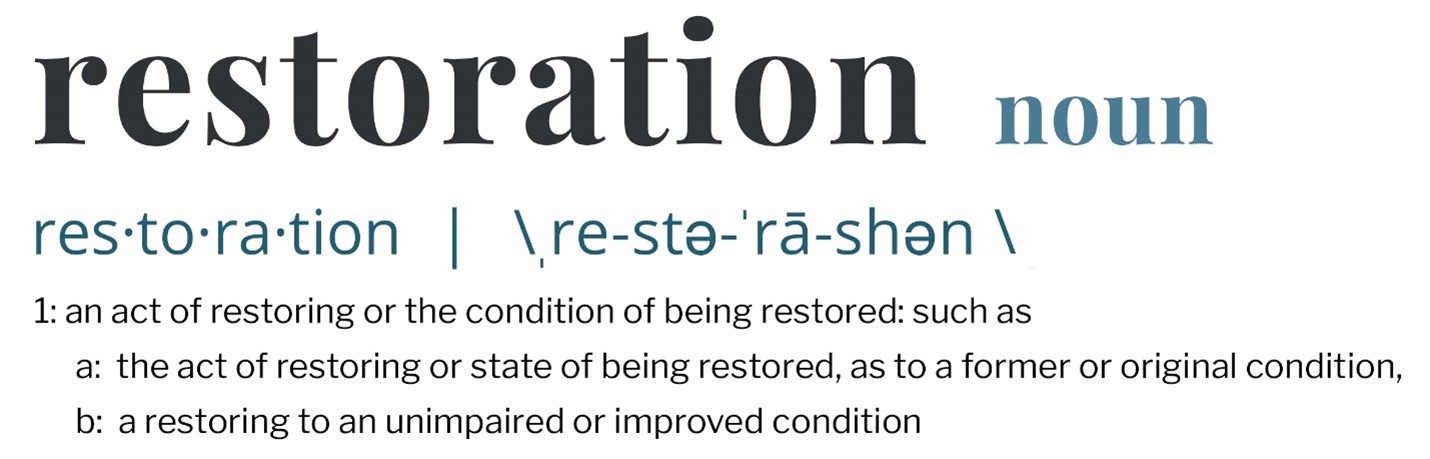 restoration noun
res·to·ra·tion | \ ˌre-stə-ˈrā-shən \
1: an act of restoring or the condition of being restored: such as
a: the act of restoring or state of being restored, as to a former or original condition,
b: a restoring to an unimpaired or improved condition